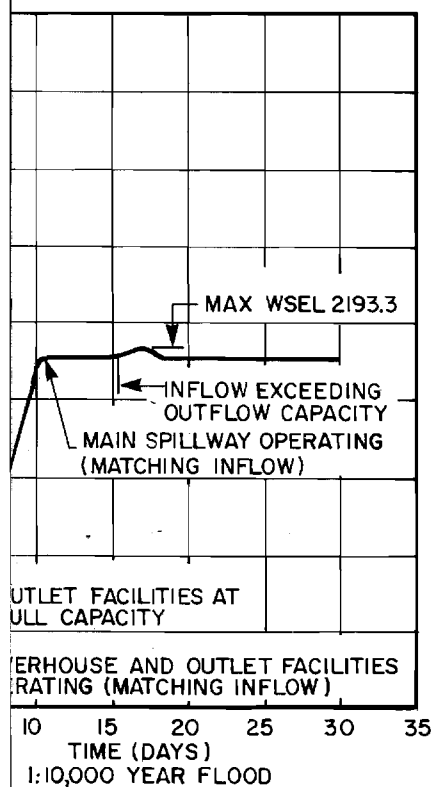 MAX WSEL 2193.3
INFLOW EXCEEDING
OUTFLOW CAPACITY
MAIN SPILLWAY OPERATING
(MATCHING INFLOW)
UTLET FACILITIES AT
ULL CAPACITY
ERHOUSE AND OUTLET FACILITIES
RATING (MATCHING INFLOW)
10 15 20 25 30 35
TIME (DAYS)
1:10,000 YEAR FLOOD